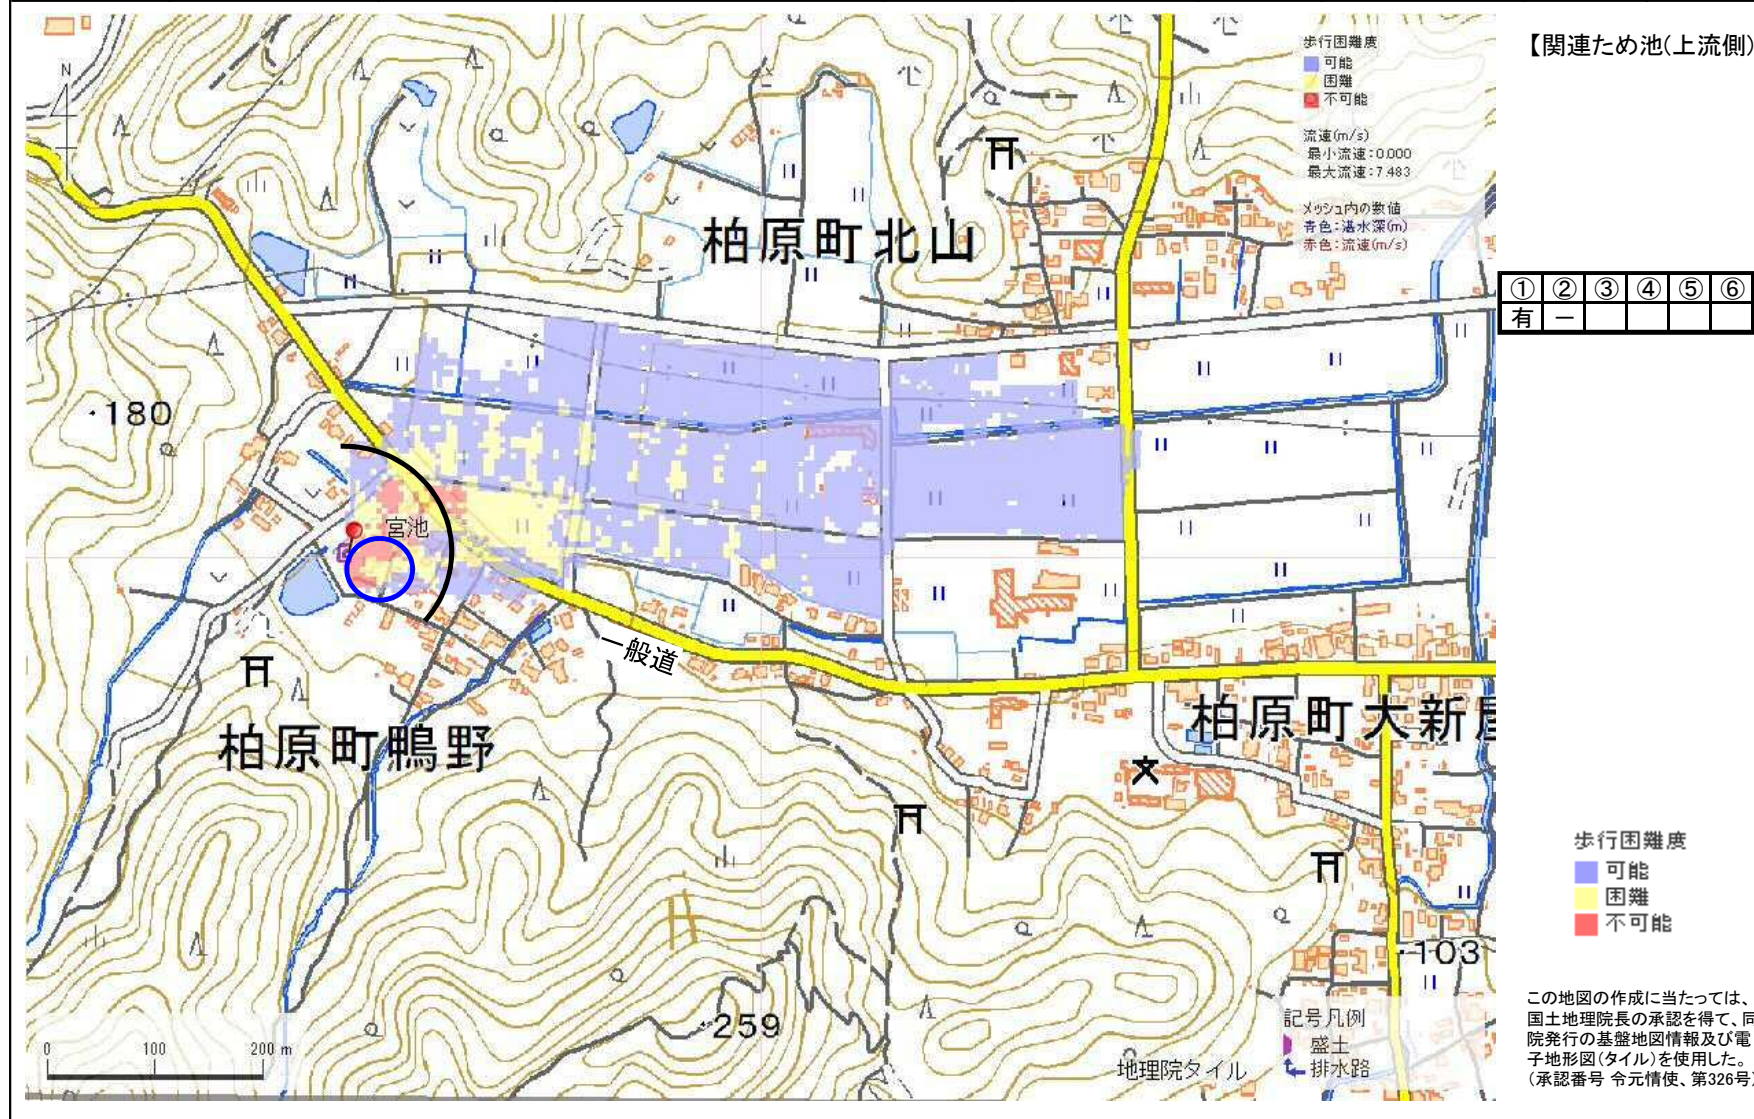 【関連ため池(上流側)
N
歩行困難度
可能
困難
不可能
流速(m/s)
最小流速:0.000
最大流速:7.483
メッシュ内の数値
青色:湛水深(m)
赤色:流速(m/s)
柏原町北山
① ② ③ ④ ⑤ ⑥
有 －
180
宮池
一般道
柏原町鴨野
柏原町大新屋
歩行困難度
可能
困難
不可能
103
259
0 100 200 m
地理院タイル
記号凡例
盛土
排水路
この地図の作成に当たっては、
国土地理院長の承認を得て、同
院発行の基盤地図情報及び電
子地形図(タイル)を使用した。
(承認番号 令元情使、第326号)